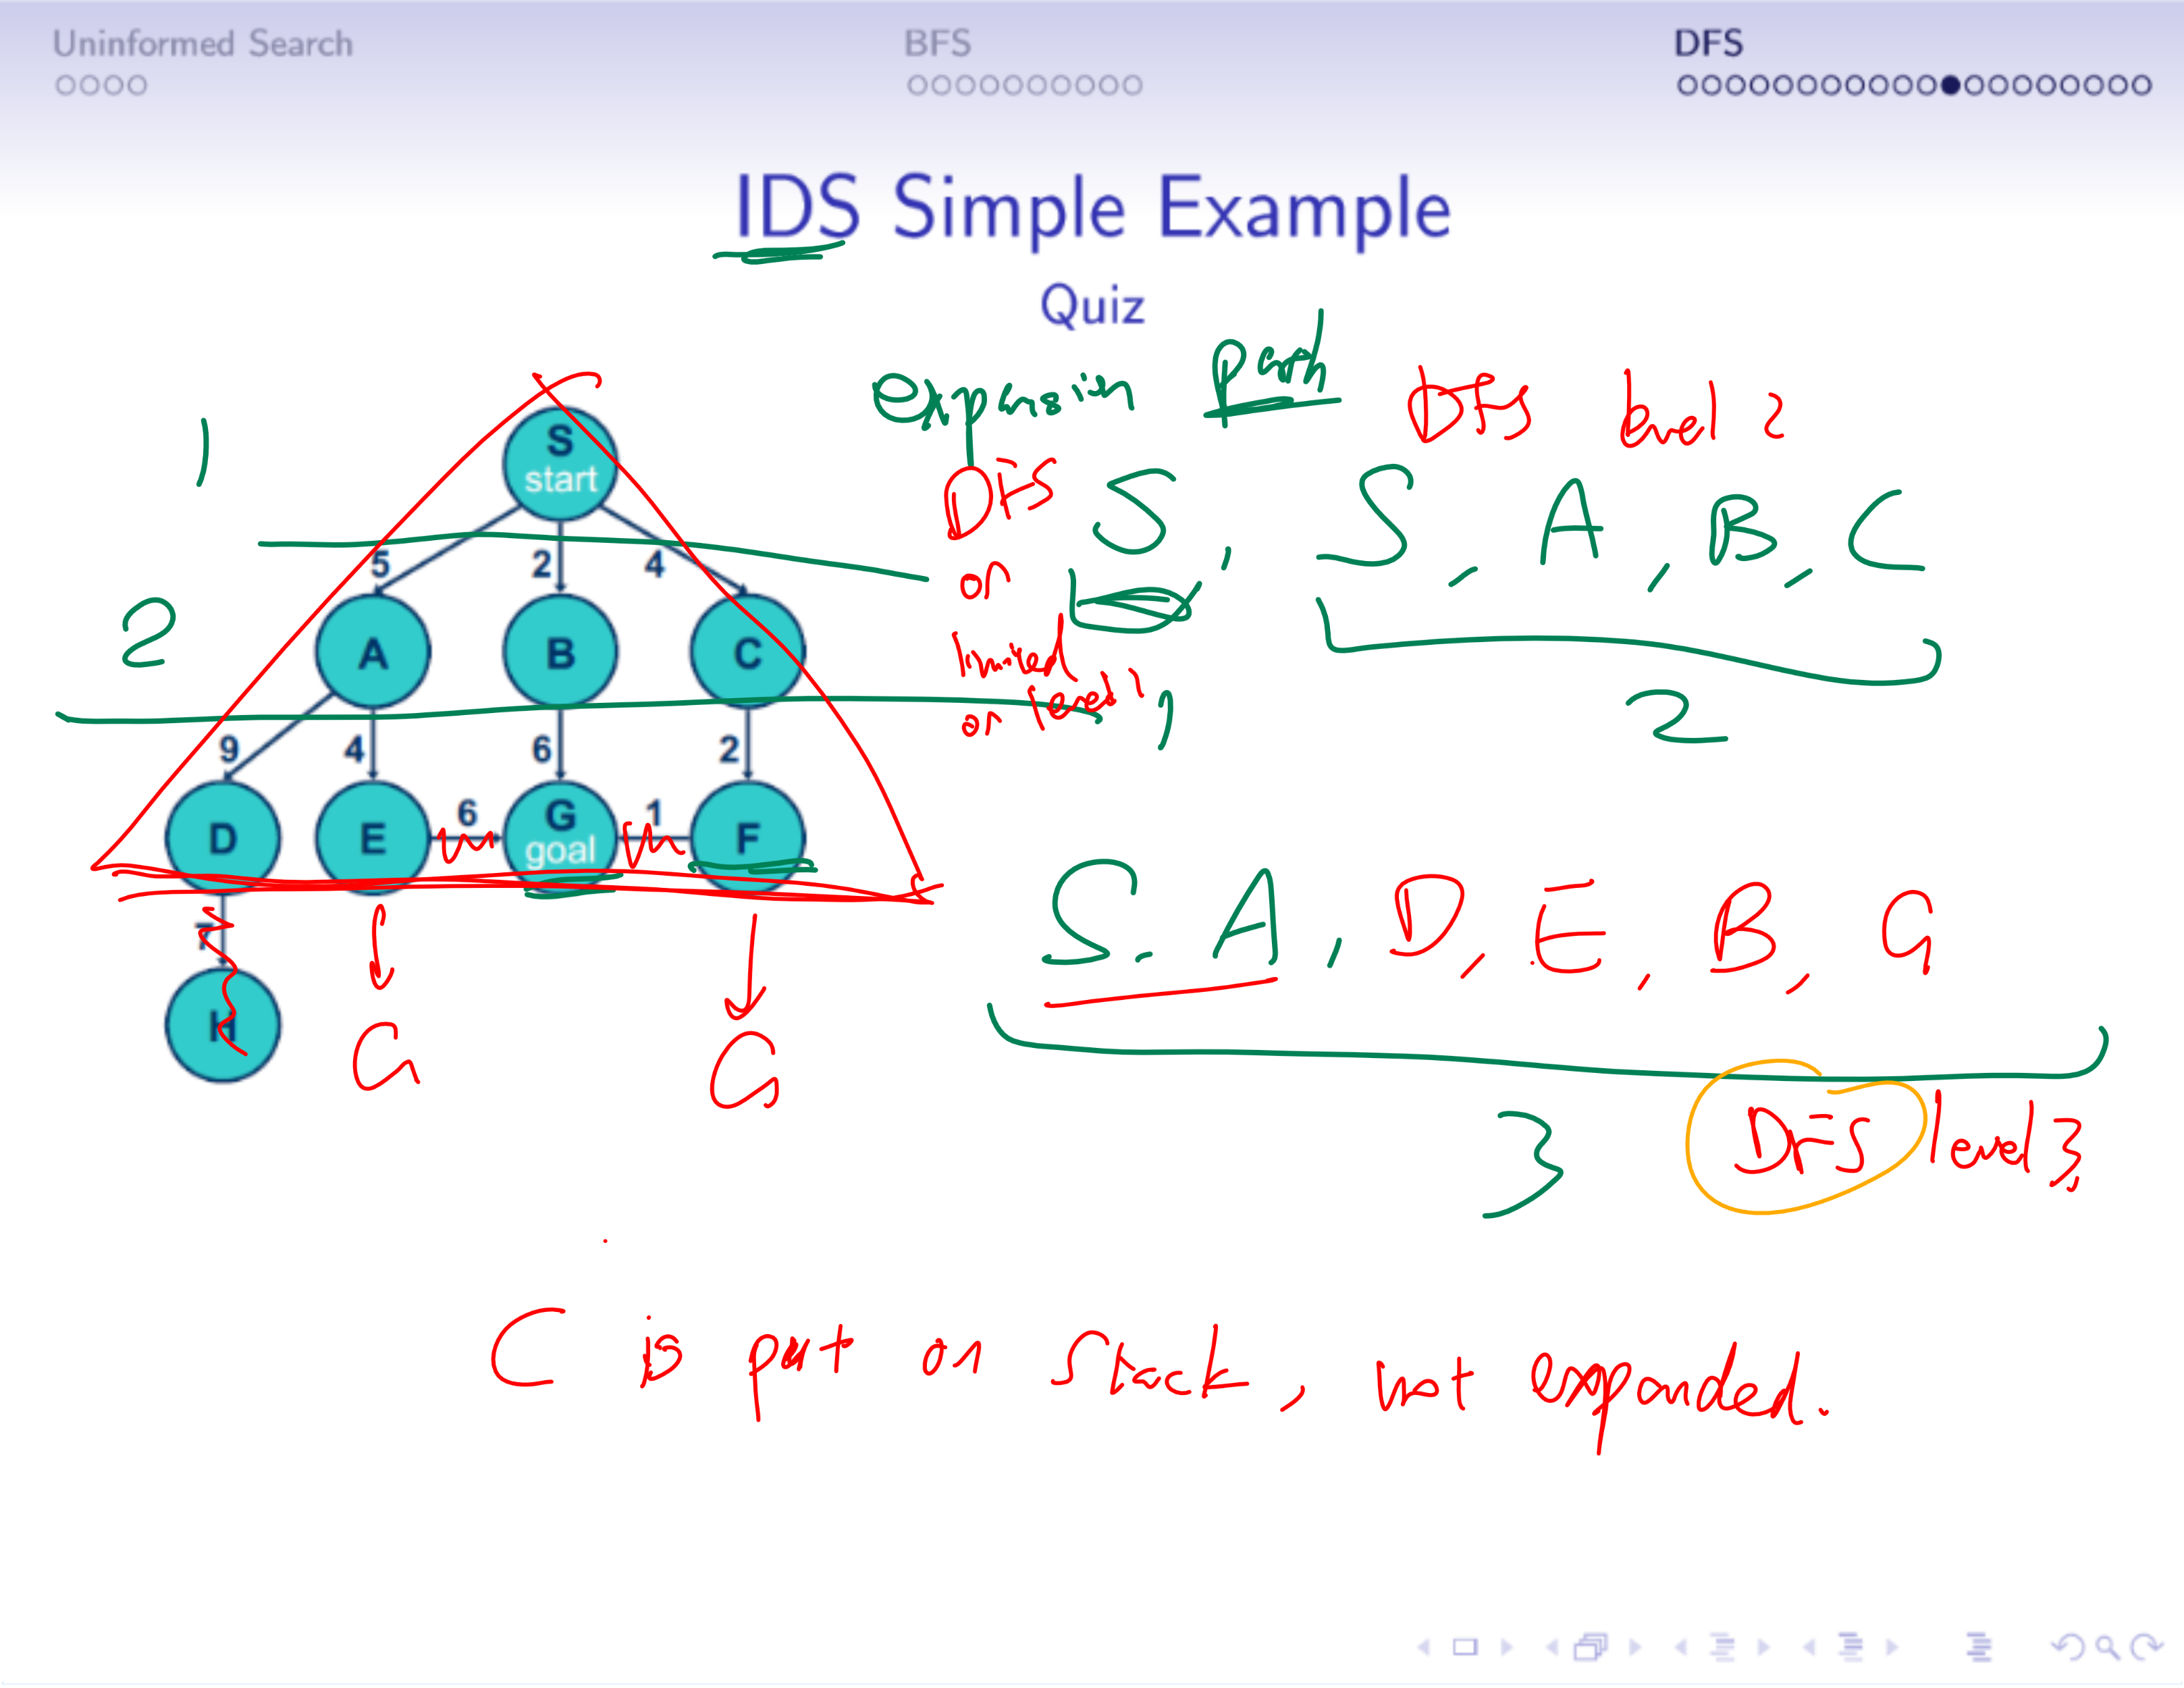 Uninformed Search BFS DFS
IDS Simple Example
Quiz
expansion path DFS level 2
1
S
start
DFS S, S, A, B, C
5 2 4
on
2
A B C
limited
on "level",
2
9 4 6 2
D E 6 G 1 F
goal
S, A, D, E, B, G
7
H G G
3 DFS level 3
C is put on Stack, not expanded.